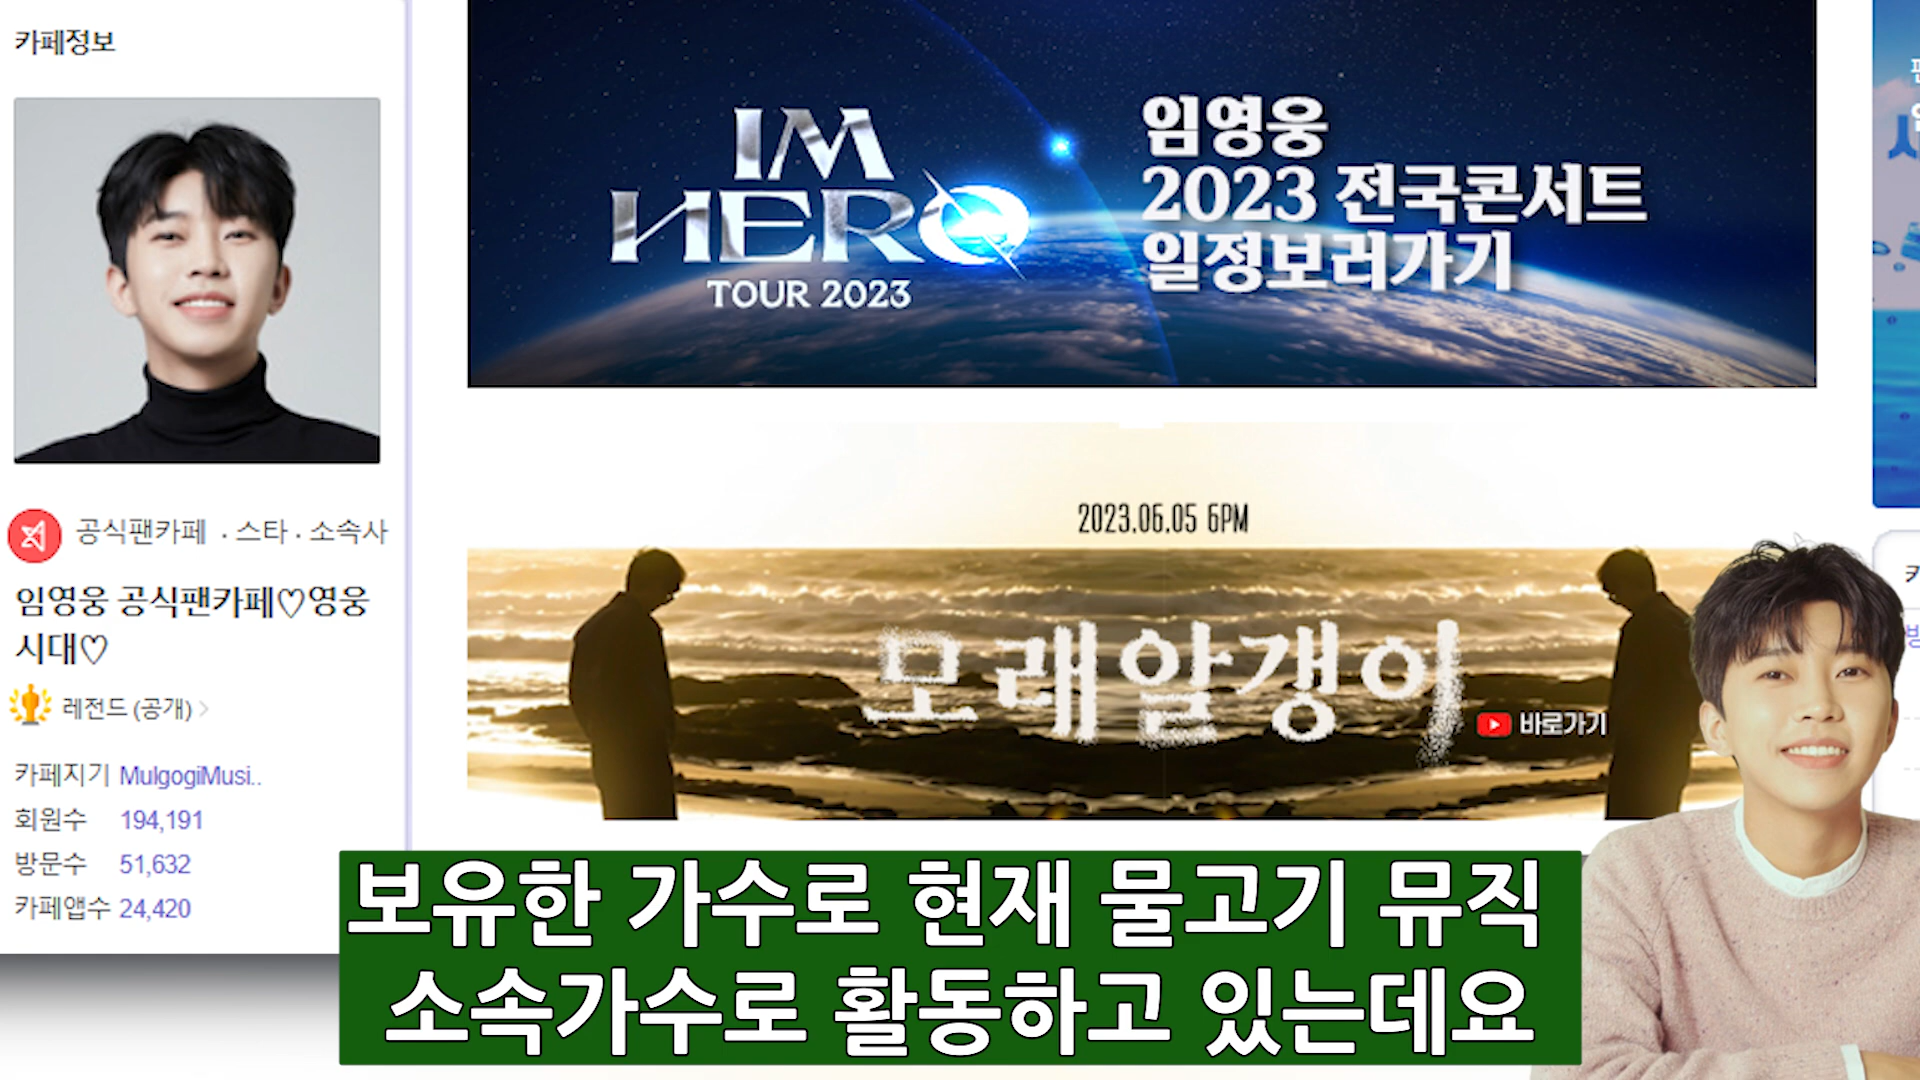 카페정보
공식팬카페 . 스타 . 소속사
임영웅 공식팬카페♡영웅
시대♡
레전드 (공개)
카페지기 MulgogiMusi..
회원수 194,191
방문수 51,632
카페앱수 24,420
IM
HERO
TOUR 2023
임영웅
2023 전국콘서트
일정보러가기
2023.06.05 6PM
모래알갱이
바로가기
보유한 가수로 현재 물고기 뮤직
소속가수로 활동하고 있는데요